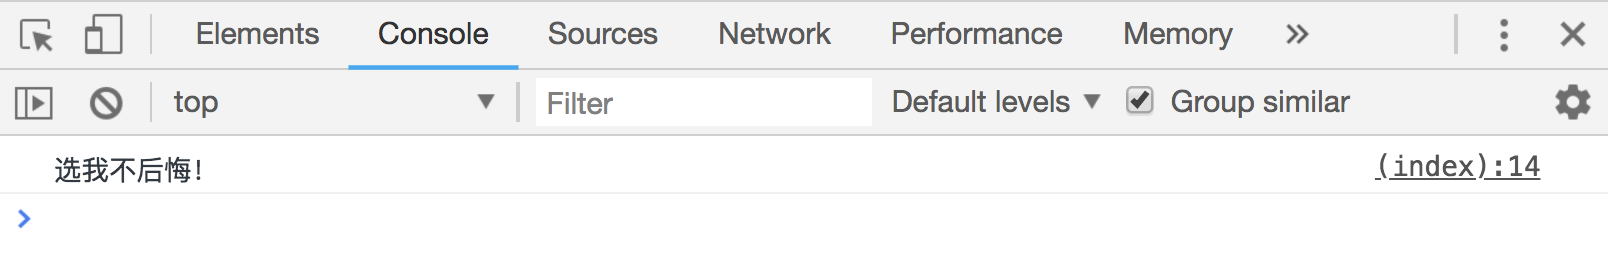 Elements Console Sources Network Performance Memory
top Filter Default levels Group similar
选我不后悔! (index):14